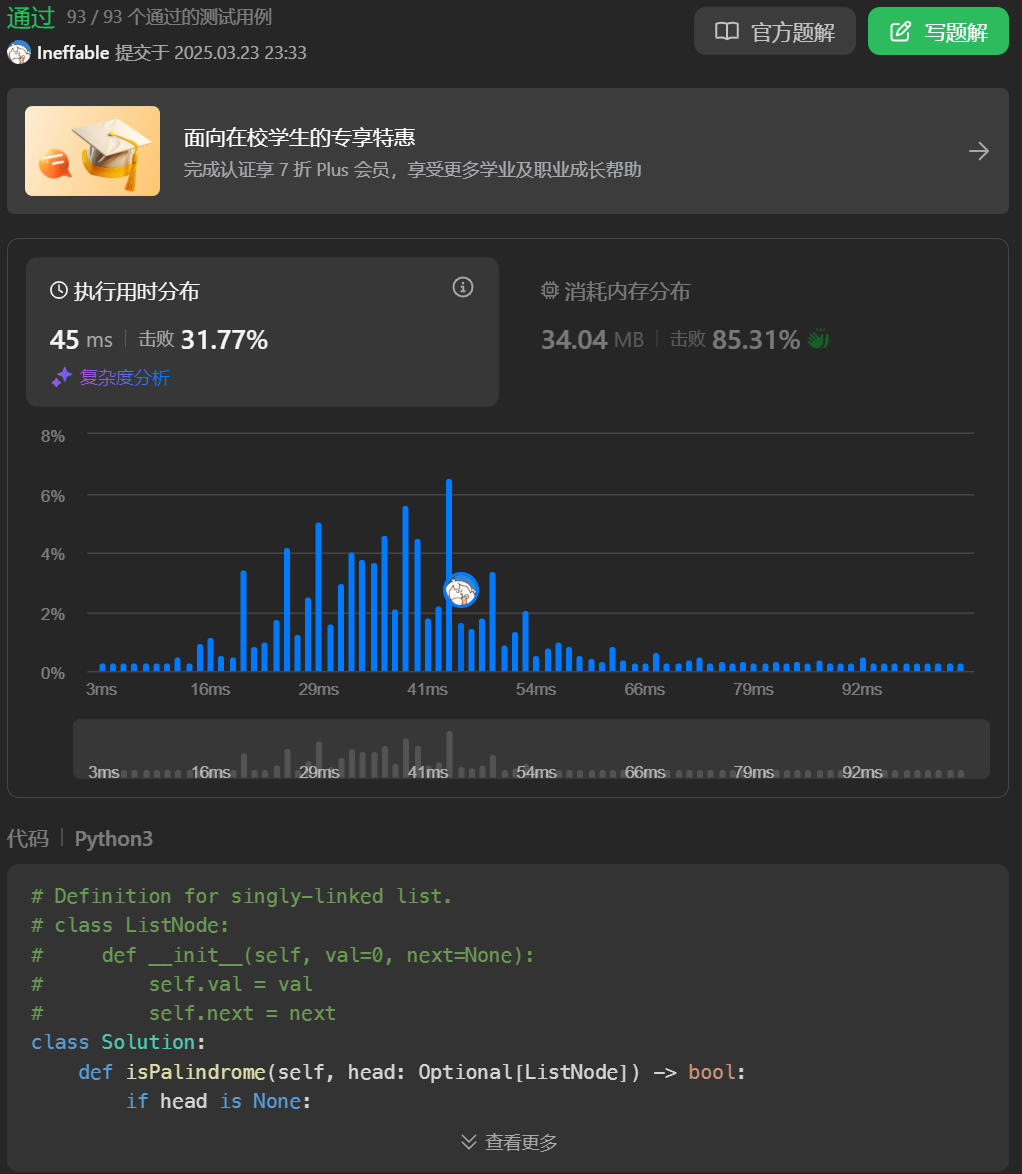 通过 93 / 93 个通过的测试用例
官方题解
写题解
Ineffable 提交于 2025.03.23 23:33
面向在校学生的专享特惠
完成认证享 7 折 Plus 会员，享受更多学业及职业成长帮助
执行用时分布
45 ms 击败 31.77%
复杂度分析
消耗内存分布
34.04 MB 击败 85.31%
8%
6%
4%
2%
0%
3ms 16ms 29ms 41ms 54ms 66ms 79ms 92ms
3ms 16ms 29ms 41ms 54ms 66ms 79ms 92ms
代码 Python3
# Definition for singly-linked list.
# class ListNode:
#     def __init__(self, val=0, next=None):
#         self.val = val
#         self.next = next
class Solution:
    def isPalindrome(self, head: Optional[ListNode]) -> bool:
        if head is None:
查看更多